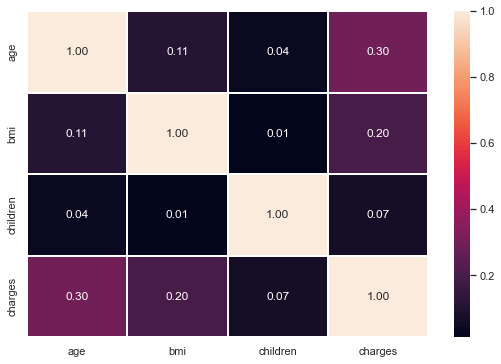 age 1.00 0.11 0.04 0.30
bmi 0.11 1.00 0.01 0.20
children 0.04 0.01 1.00 0.07
charges 0.30 0.20 0.07 1.00
age bmi children charges
1.0
0.8
0.6
0.4
0.2